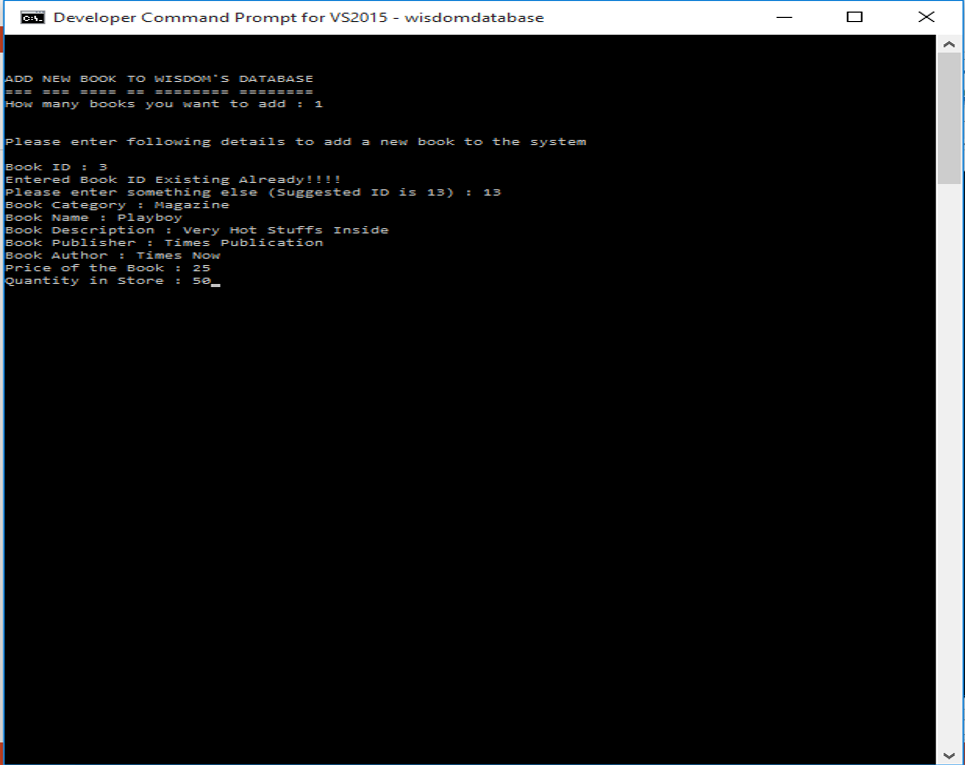 Developer Command Prompt for VS2015 - wisdomdatabase
ADD NEW BOOK TO WISDOM'S DATABASE
=== === ==== == ======== ========
How many books you want to add : 1
Please enter following details to add a new book to the system
Book ID : 3
Entered Book ID Existing Already!!!!
Please enter something else (Suggested ID is 13) : 13
Book Category : Magazine
Book Name : Playboy
Book Description : Very Hot Stuffs Inside
Book Publisher : Times Publication
Book Author : Times Now
Price of the Book : 25
Quantity in Store : 50_